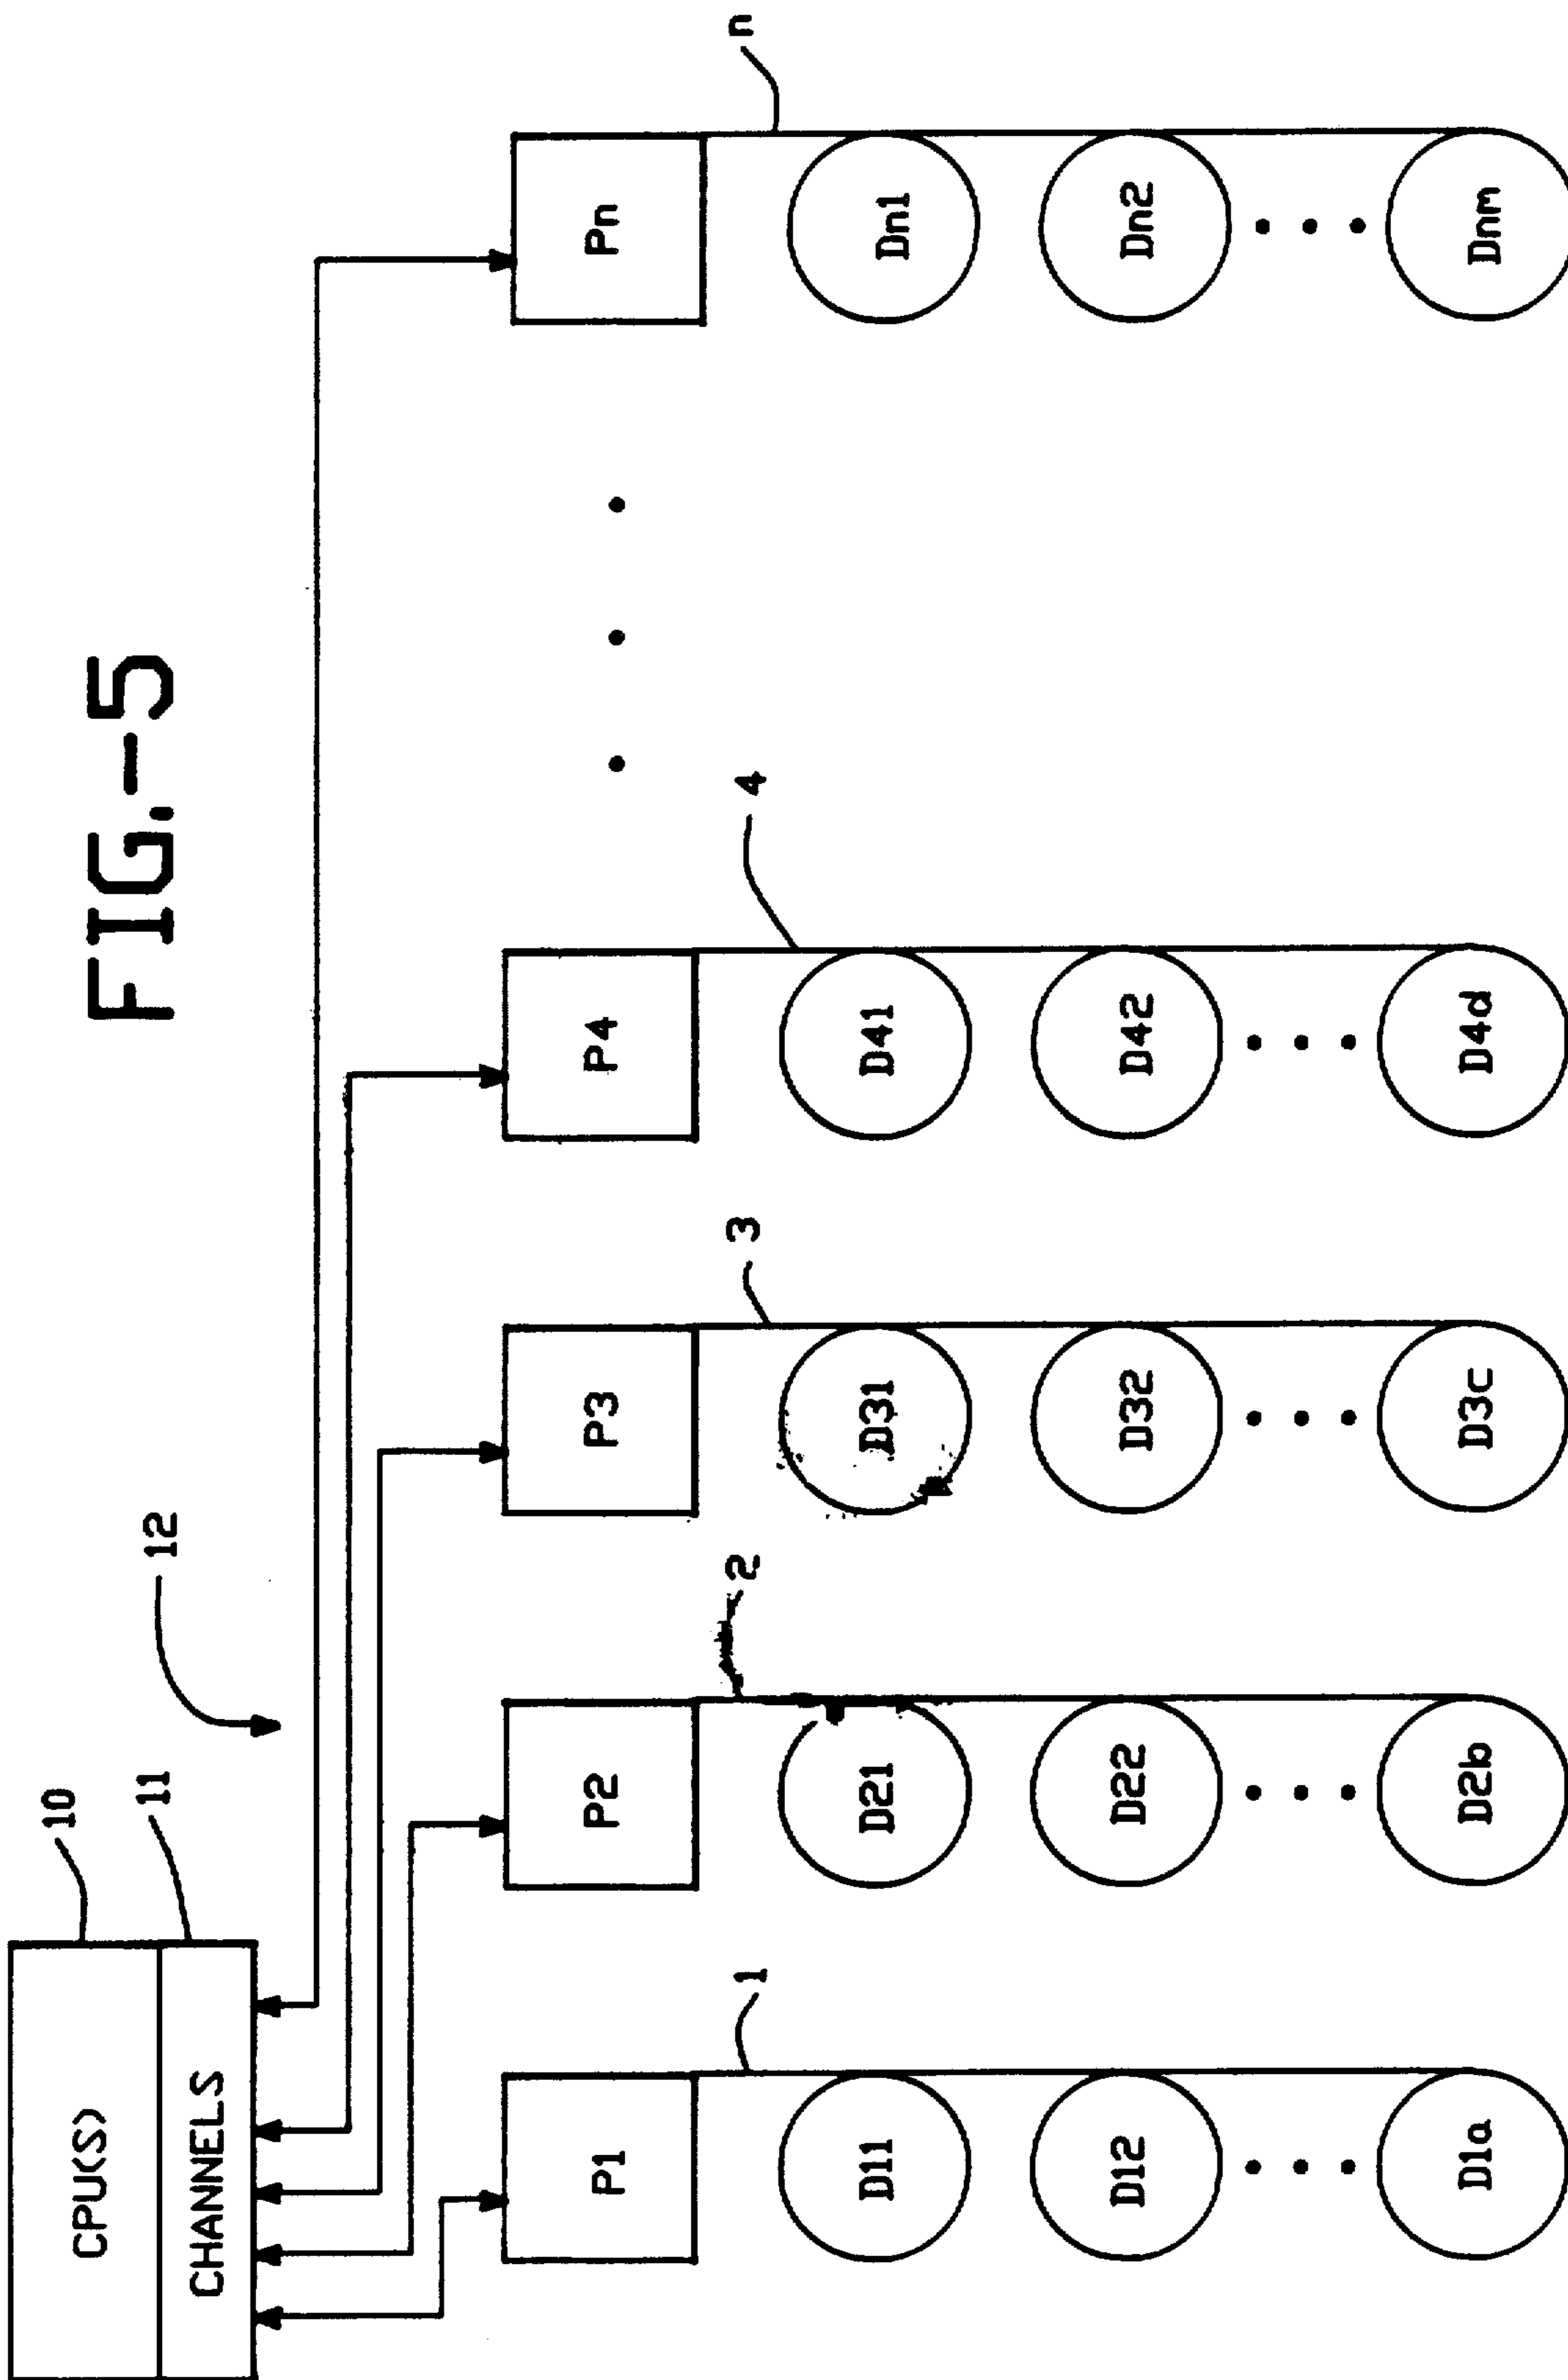 FIG.-5
CPU(S)
10
CHANNELS
11
12
P1
P2
P3
P4
Pn
1
2
3
4
n
D11
D21
D31
D41
Dn1
D12
D22
D32
D42
Dn2
D1a
D2b
D3c
D4d
Dnm